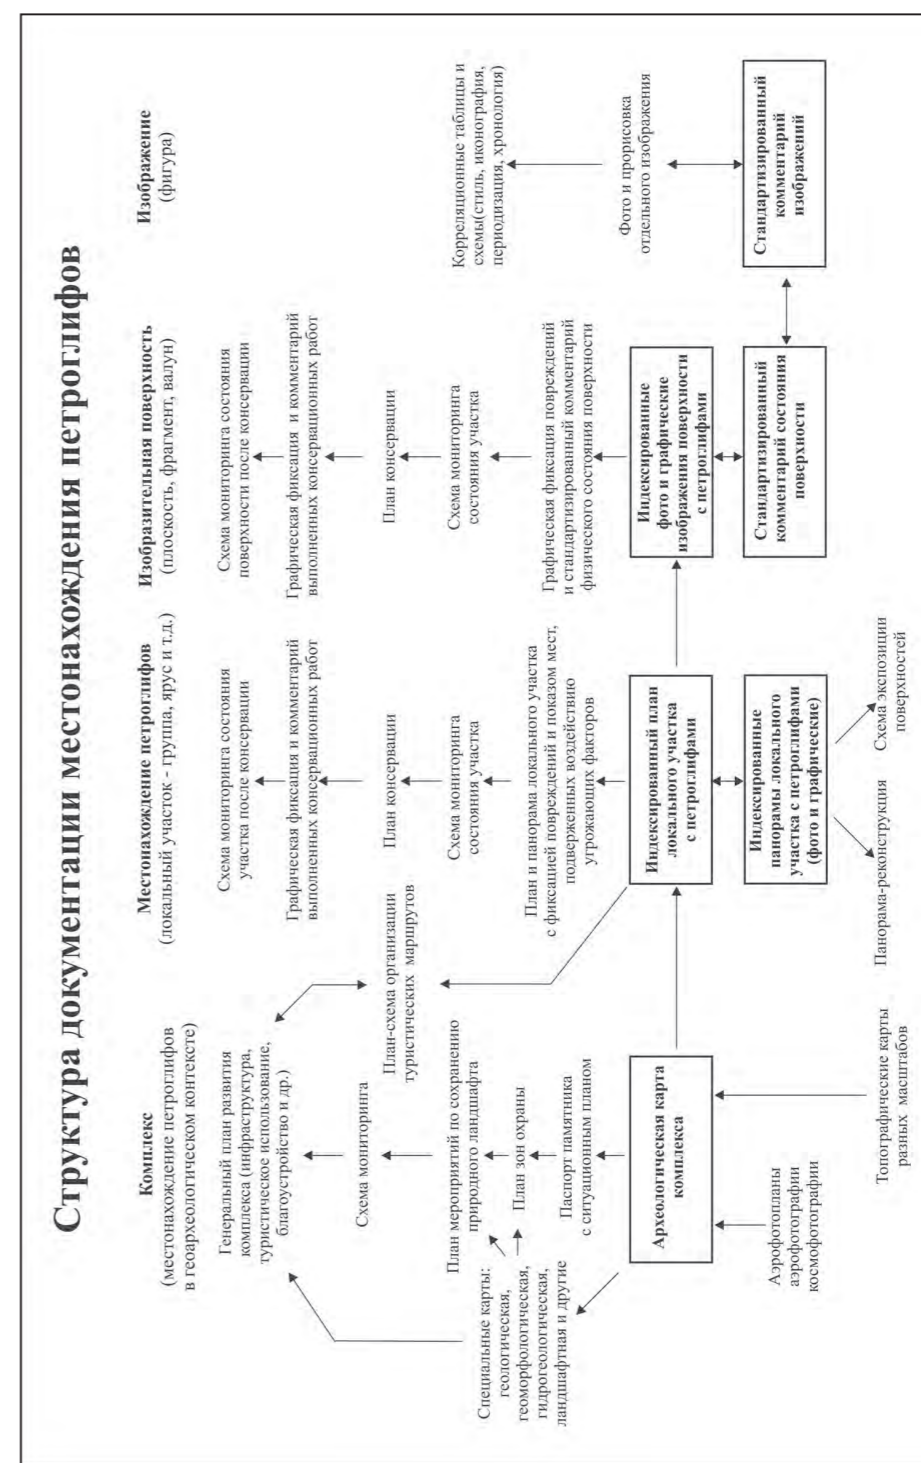 Структура документации местонахождения петроглифов
Комплекс
(местонахождение петроглифов
в геоархеологическом контексте)
Генеральный план развития
комплекса (инфраструктура,
туристическое использование,
благоустройство и др.)
Схема мониторинга
План мероприятий по сохранению
природного ландшафта
План зон охраны
Паспорт памятника
с ситуационным планом
Специальные карты:
геологическая,
геоморфологическая,
гидрогеологическая,
ландшафтная и другие
Археологическая карта
комплекса
Аэрофотопланы
аэрофотографии
космофотографии
Топографические карты
разных масштабов
План-схема организации
туристических маршрутов
Местонахождение петроглифов
(локальный участок - группа, ярус и т.д.)
Схема мониторинга состояния
участка после консервации
Графическая фиксация и комментарий
выполненных консервационных работ
План консервации
Схема мониторинга
состояния участка
План и панорама локального участка
с фиксацией повреждений и показом мест,
подверженных воздействию
угрожающих факторов
Индексированный план
локального участка
с петроглифами
Индексированные
панорамы локального
участка с петроглифами
(фото и графические)
Панорама-реконструкция
Схема экспозиции
поверхностей
Изобразительная поверхность
(плоскость, фрагмент, валун)
Схема мониторинга состояния
поверхности после консервации
Графическая фиксация и комментарий
выполненных консервационных работ
План консервации
Схема мониторинга
состояния участка
Графическая фиксация повреждений
и стандартизированный комментарий
физического состояния поверхности
Индексированные
фото и графические
изображения поверхности
с петроглифами
Стандартизированный
комментарий состояния
поверхности
Изображение
(фигура)
Корреляционные таблицы и
схемы(стиль, иконография,
периодизация, хронология)
Фото и прорисовка
отдельного изображения
Стандартизированный
комментарий
изображений